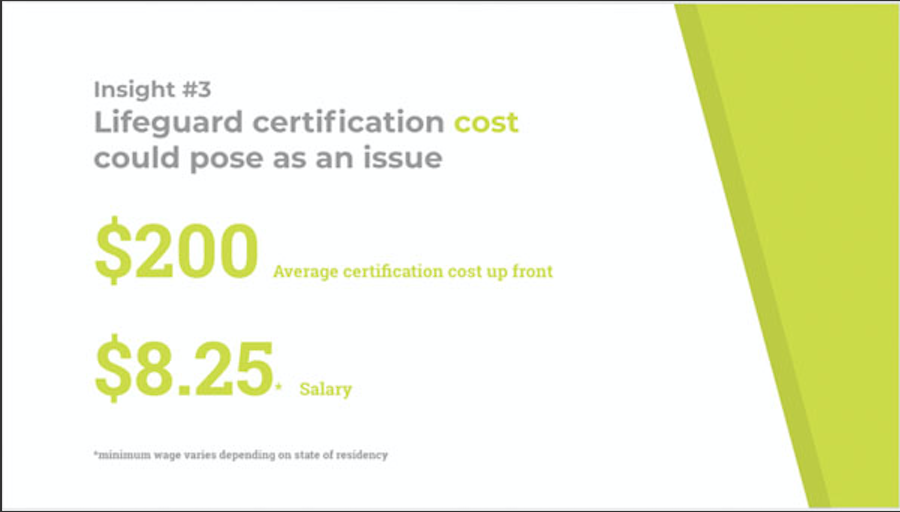 Insight #3
Lifeguard certification cost
could pose as an issue
$200 Average certification cost up front
$8.25* Salary
*minimum wage varies depending on state of residency